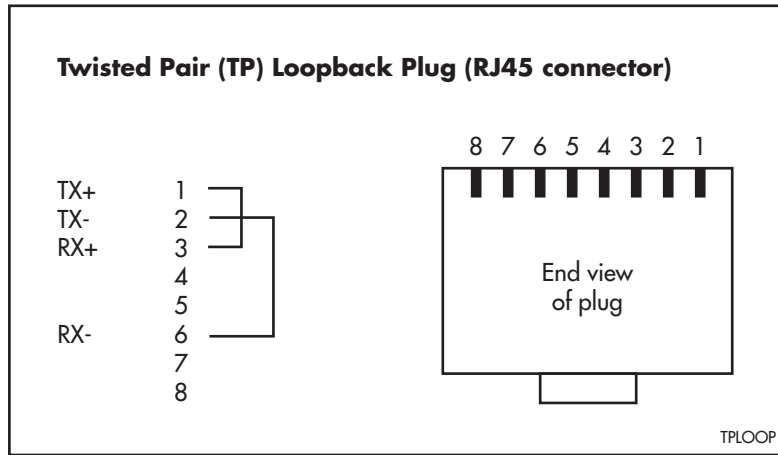 Twisted Pair (TP) Loopback Plug (RJ45 connector)
8 7 6 5 4 3 2 1
TX+ 1
TX- 2
RX+ 3
4
5
RX- 6
7
8
End view
of plug
TPLOOP